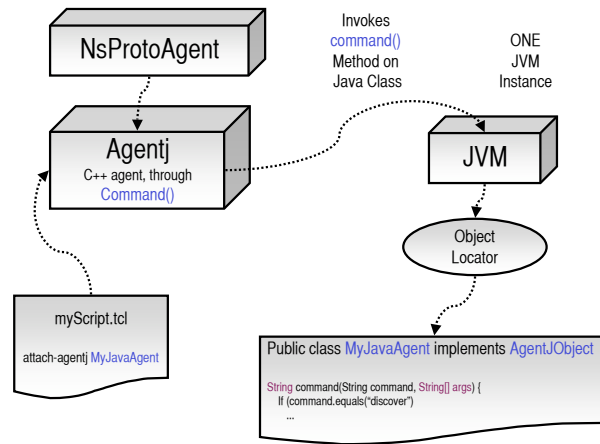 NsProtoAgent
Invokes
command()
Method on
Java Class
ONE
JVM
Instance
Agentj
C++ agent, through
Command()
JVM
Object
Locator
myScript.tcl
attach-agentj MyJavaAgent
Public class MyJavaAgent implements AgentJObject
String command(String command, String[] args) {
If (command.equals(“discover”)
...